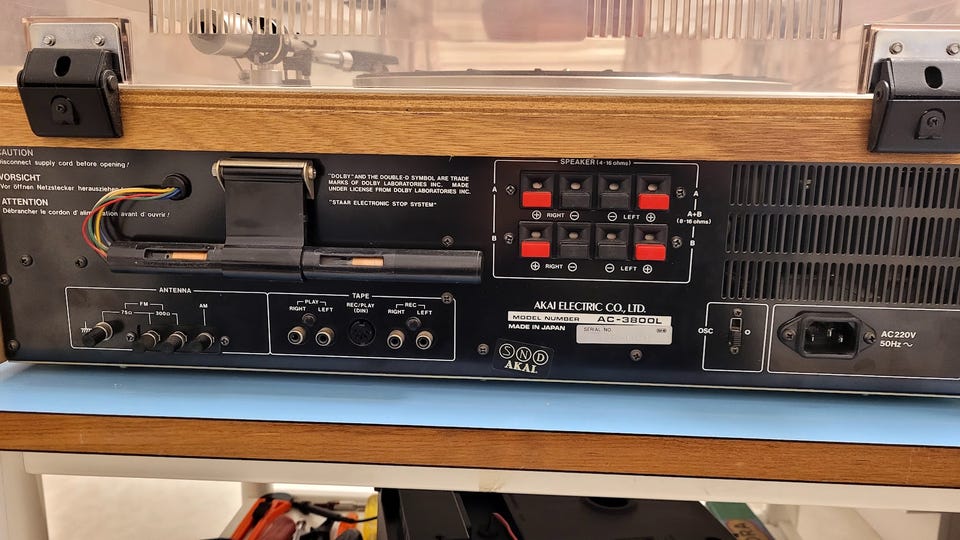 CAUTION
Disconnect supply cord before opening!
VORSICHT
Vor öffnen Netzstecker herausziehen
ATTENTION
Débrancher le cordon d'alimentation avant d'ouvrir!
"DOLBY" AND THE DOUBLE-D SYMBOL ARE TRADE
MARKS OF DOLBY LABORATORIES INC. MADE
UNDER LICENSE FROM DOLBY LABORATORIES INC.
"STAAR ELECTRONIC STOP SYSTEM"
SPEAKER (4-16 ohms)
A A
RIGHT LEFT
A+B
(8-16 ohms)
B B
RIGHT LEFT
ANTENNA
FM AM
75Ω 300Ω
TAPE
PLAY REC/PLAY REC
RIGHT LEFT (DIN) RIGHT LEFT
AKAI ELECTRIC CO., LTD.
MODEL NUMBER AC-3800L
MADE IN JAPAN SERIAL NO.
SND
AKAI
OSC O
AC220V
50Hz ~